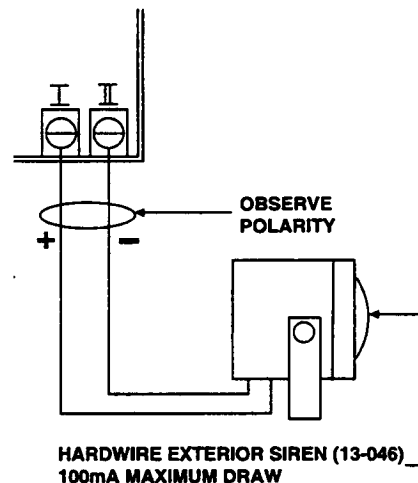 I II
OBSERVE
POLARITY
+ −
HARDWIRE EXTERIOR SIREN (13-046)
100mA MAXIMUM DRAW